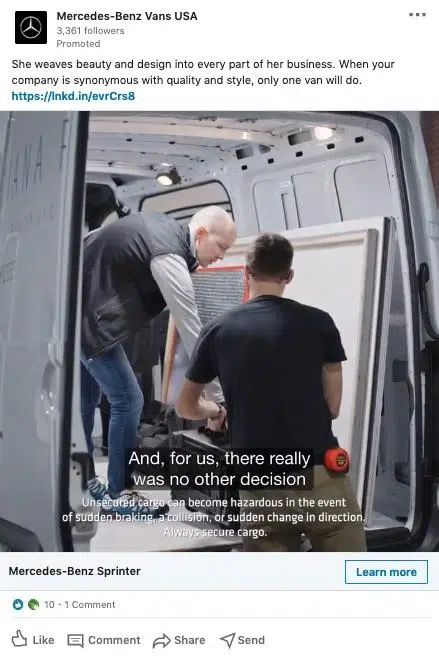 Mercedes-Benz Vans USA
3,361 followers
Promoted
She weaves beauty and design into every part of her business. When your
company is synonymous with quality and style, only one van will do.
https://lnkd.in/evrCrs8
And, for us, there really
was no other decision
Unsecured cargo can become hazardous in the event
of sudden braking, a collision, or sudden change in direction.
Always secure cargo.
Mercedes-Benz Sprinter
Learn more
10 · 1 Comment
Like Comment Share Send